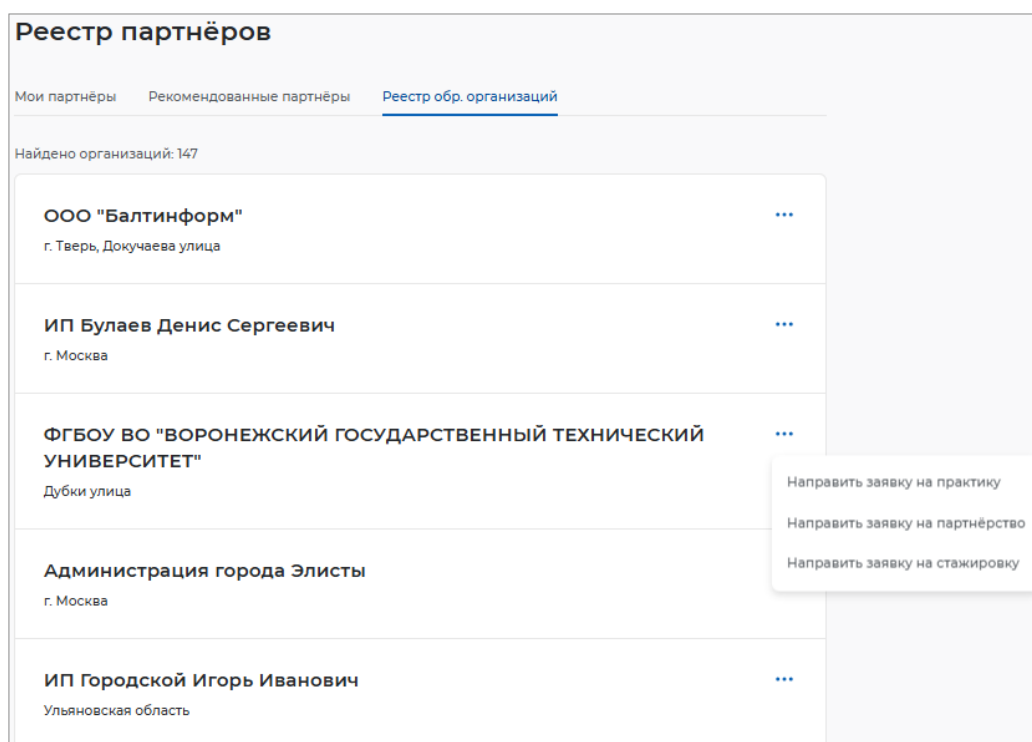 Реестр партнёров
Мои партнёры Рекомендованные партнёры Реестр обр. организаций
Найдено организаций: 147
ООО "Балтинформ"
г. Тверь, Докучаева улица
ИП Булаев Денис Сергеевич
г. Москва
ФГБОУ ВО "ВОРОНЕЖСКИЙ ГОСУДАРСТВЕННЫЙ ТЕХНИЧЕСКИЙ
УНИВЕРСИТЕТ"
Дубки улица
Направить заявку на практику
Направить заявку на партнёрство
Направить заявку на стажировку
Администрация города Элисты
г. Москва
ИП Городской Игорь Иванович
Ульяновская область